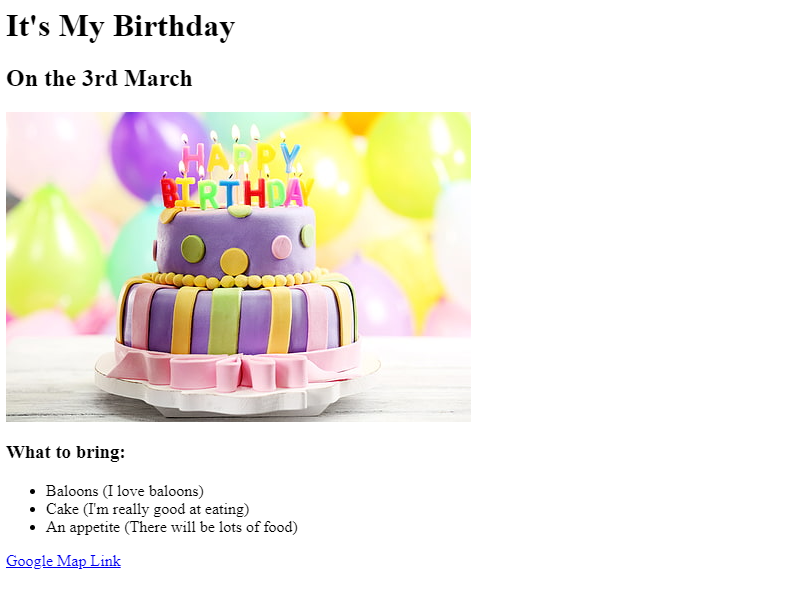 It's My Birthday
On the 3rd March
HAPPY
BIRTHDAY
What to bring:
Baloons (I love baloons)
Cake (I'm really good at eating)
An appetite (There will be lots of food)
Google Map Link